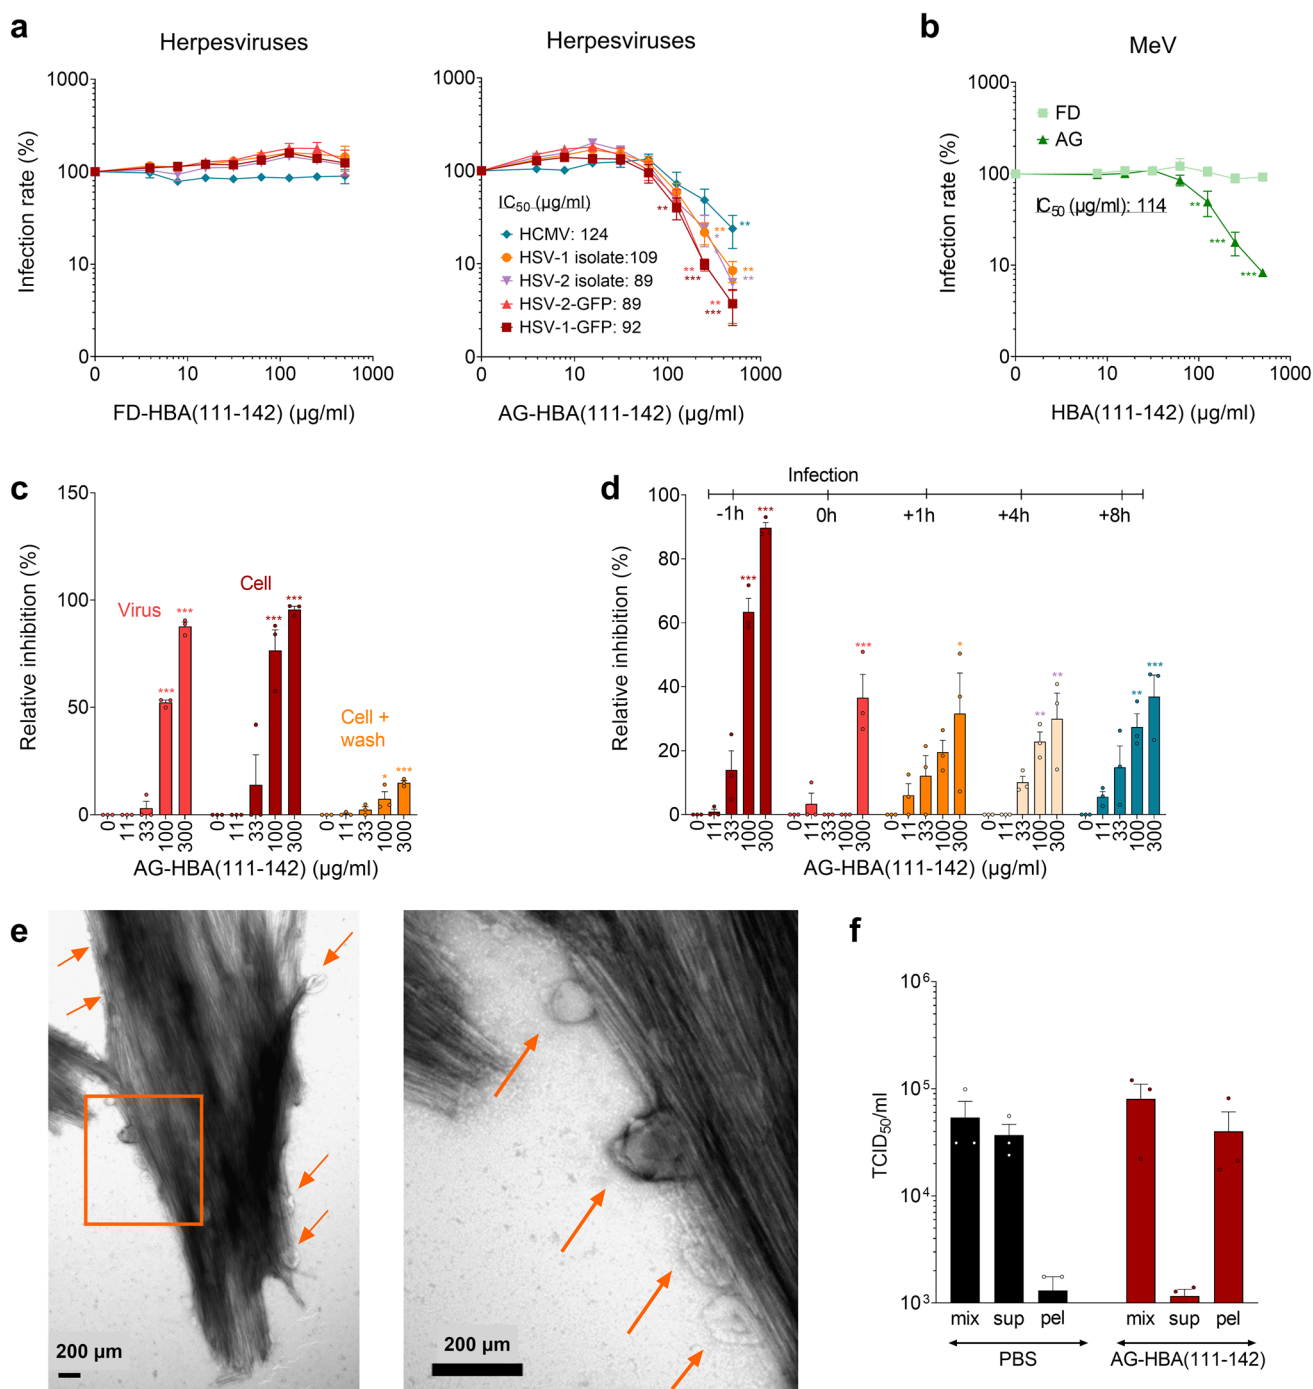 a
Herpesviruses
Infection rate (%)
1000
100
10
0
0
10
100
1000
FD-HBA(111-142) (µg/ml)
Herpesviruses
1000
100
10
0
IC50 (µg/ml)
HCMV: 124
HSV-1 isolate:109
HSV-2 isolate: 89
HSV-2-GFP: 89
HSV-1-GFP: 92
**
**
**
*
**
***
**
**
**
***
0
10
100
1000
AG-HBA(111-142) (µg/ml)
b
MeV
Infection rate (%)
1000
100
10
0
FD
AG
IC50 (µg/ml): 114
**
***
***
0
10
100
1000
HBA(111-142) (µg/ml)
c
Relative inhibition (%)
150
100
50
0
Virus
***
***
Cell
***
***
Cell +
wash
*
***
0 11 33 100 300
0 11 33 100 300
0 11 33 100 300
AG-HBA(111-142) (µg/ml)
d
Relative inhibition (%)
100
80
60
40
20
0
Infection
-1h
0h
+1h
+4h
+8h
***
***
***
*
**
**
**
***
0 11 33 100 300
0 11 33 100 300
0 11 33 100 300
0 11 33 100 300
0 11 33 100 300
AG-HBA(111-142) (µg/ml)
e
200 µm
200 µm
f
TCID50/ml
10⁶
10⁵
10⁴
10³
mix sup pel
mix sup pel
PBS
AG-HBA(111-142)